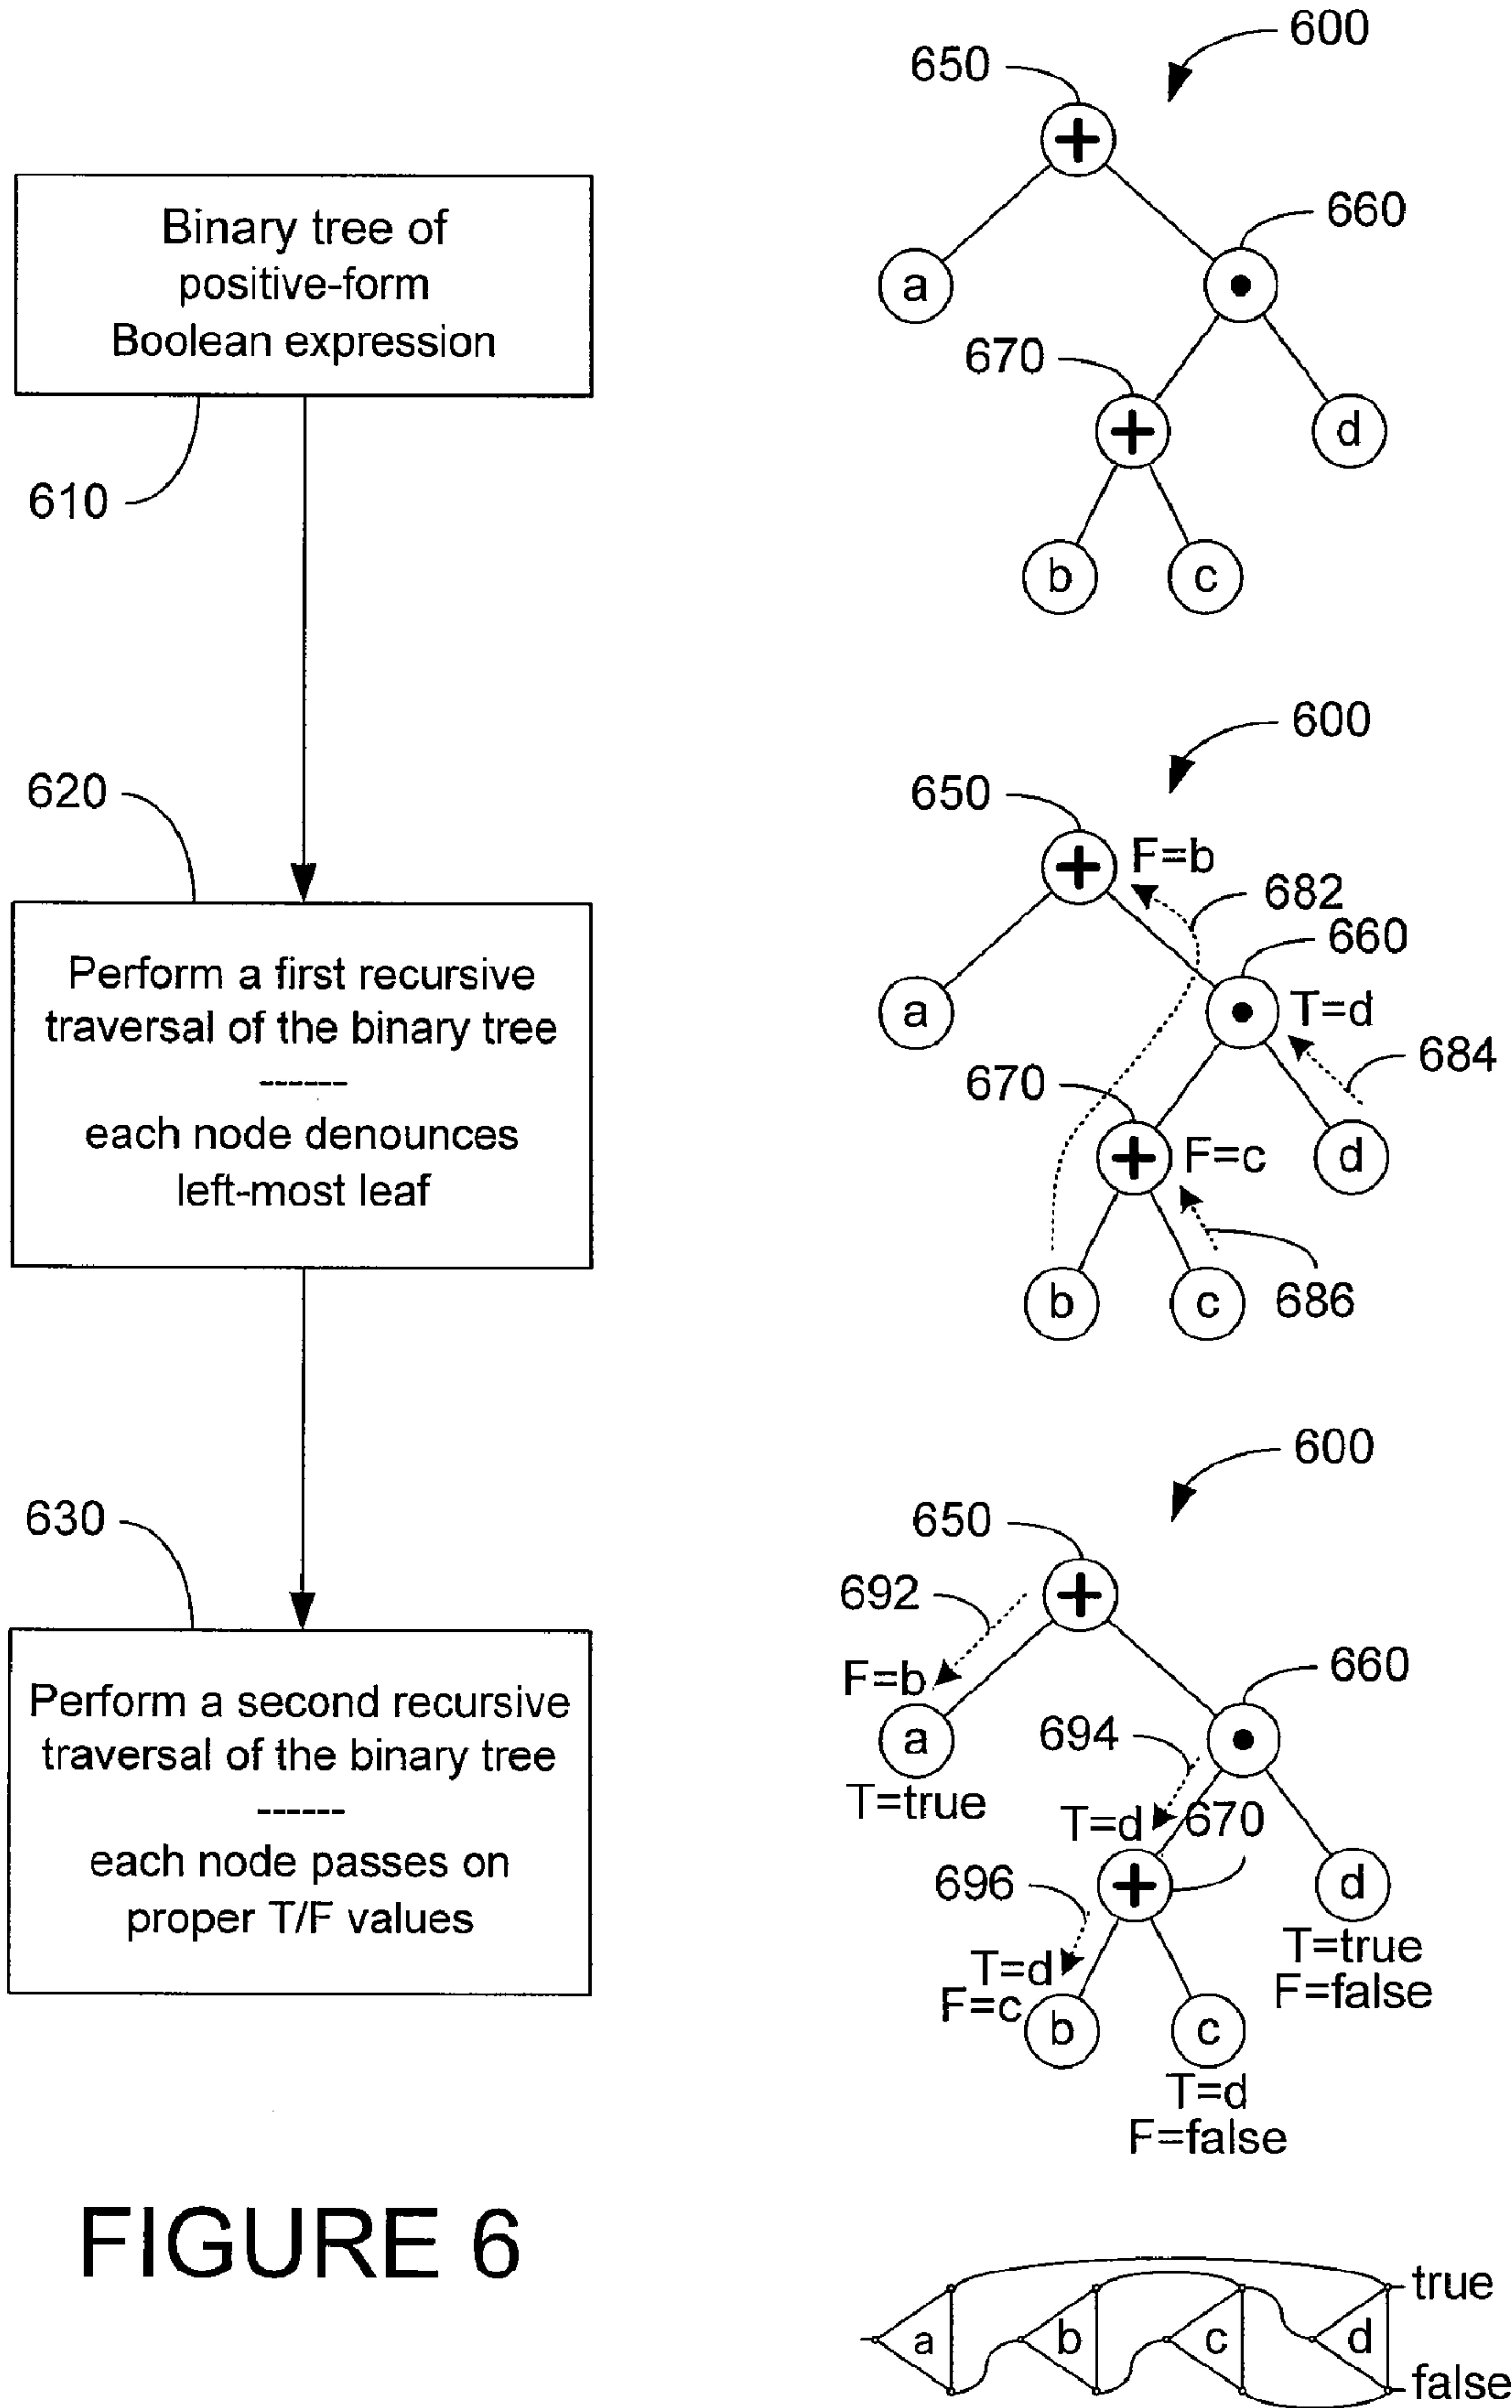 600
650
+
Binary tree of
positive-form
Boolean expression
660
a
670
+
d
610
b c
600
620
650
+ F=b
682
660
Perform a first recursive
traversal of the binary tree
------
each node denounces
left-most leaf
a
T=d
684
670
+ F=c
d
b c 686
600
630
650
+
692
660
F=b
Perform a second recursive
traversal of the binary tree
------
each node passes on
proper T/F values
a
694
T=true
T=d
670
696
+
d
T=true
F=false
T=d
F=c
b c
T=d
F=false
FIGURE 6
true
a b c d
false